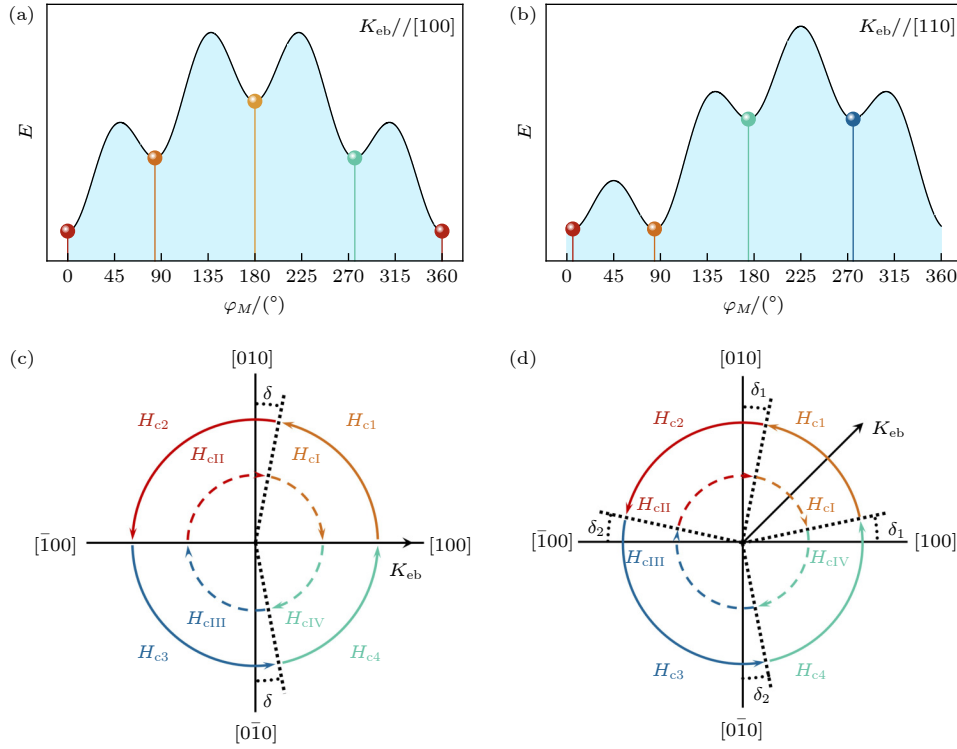 (a)
K_eb//[100]
E
0 45 90 135 180 225 270 315 360
φ_M/(°)
(b)
K_eb//[110]
E
0 45 90 135 180 225 270 315 360
φ_M/(°)
(c)
[010]
δ
H_c2
H_c1
H_cII
H_cI
[1̄00]
[100]
K_eb
H_cIII
H_cIV
H_c3
H_c4
δ
[01̄0]
(d)
[010]
δ_1
H_c2
H_c1
K_eb
H_cII
H_cI
δ_2
δ_1
[1̄00]
[100]
H_cIII
H_cIV
H_c3
H_c4
δ_2
[01̄0]